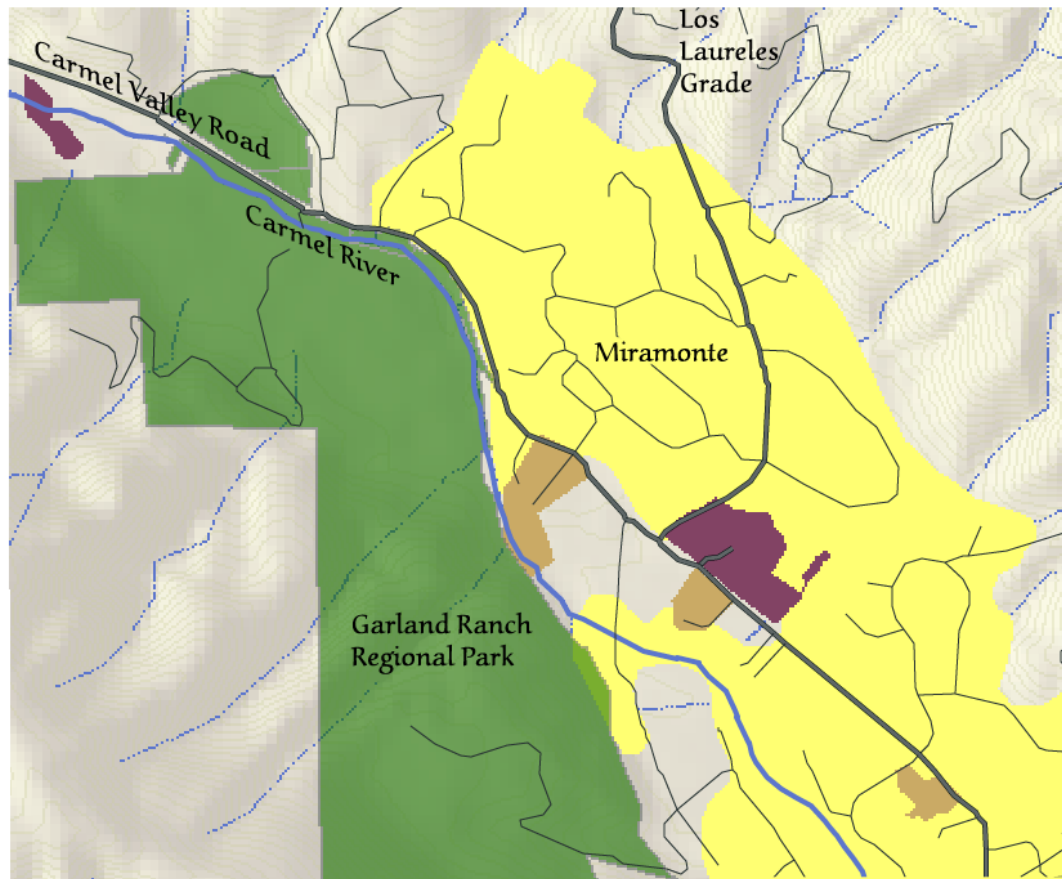 Los
Laureles
Grade
Carmel Valley Road
Carmel River
Miramonte
Garland Ranch
Regional Park